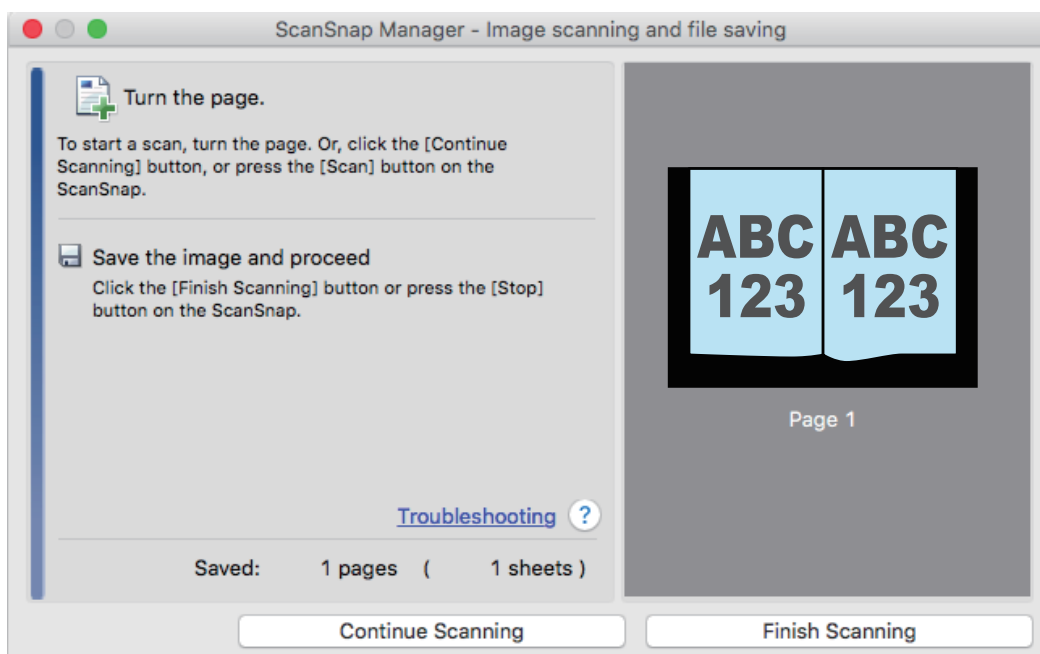 ScanSnap Manager - Image scanning and file saving
Turn the page.
To start a scan, turn the page. Or, click the [Continue
Scanning] button, or press the [Scan] button on the
ScanSnap.
Save the image and proceed
Click the [Finish Scanning] button or press the [Stop]
button on the ScanSnap.
Troubleshooting ?
Saved: 1 pages ( 1 sheets )
ABC ABC
123 123
Page 1
Continue Scanning
Finish Scanning